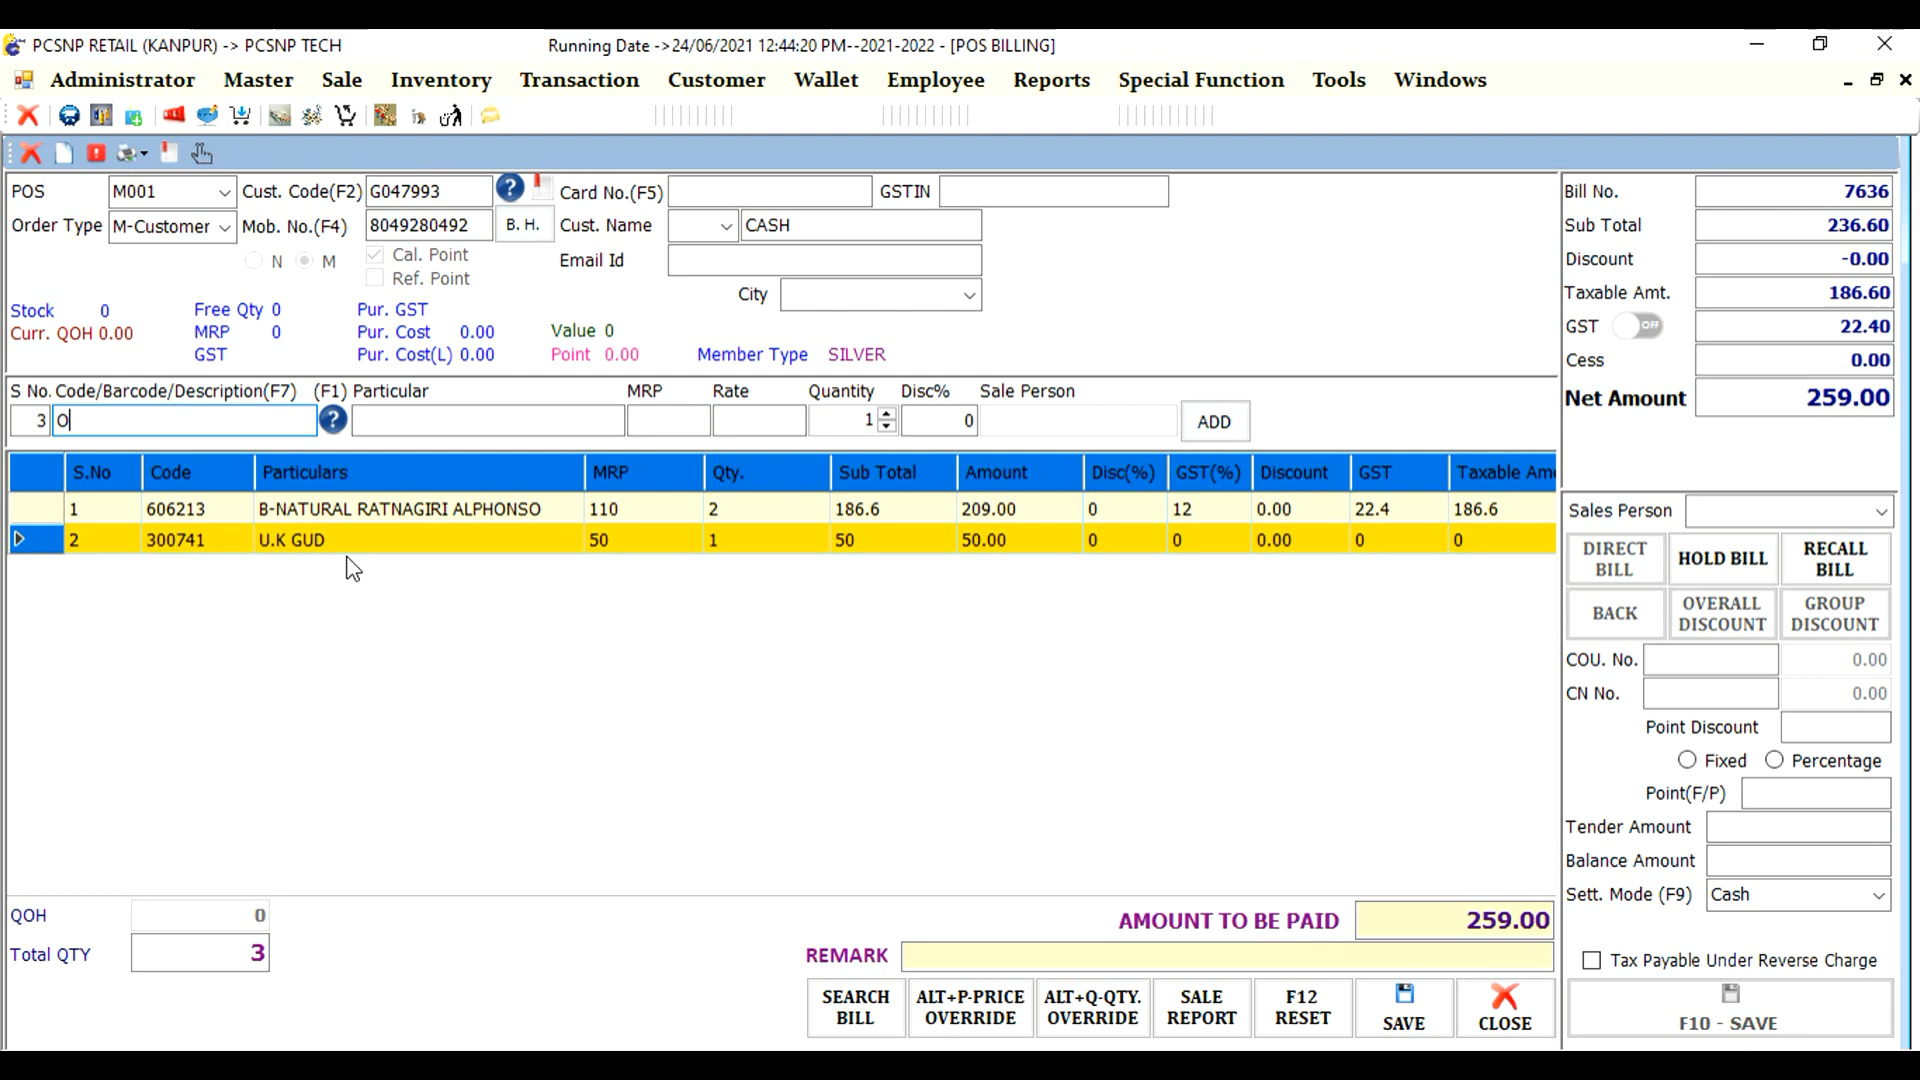 PCSNP RETAIL (KANPUR) -> PCSNP TECH Running Date ->24/06/2021 12:44:20 PM--2021-2022 - [POS BILLING]
Administrator Master Sale Inventory Transaction Customer Wallet Employee Reports Special Function Tools Windows
POS M001 Cust. Code(F2) G047993 Card No.(F5) GSTIN
Order Type M-Customer Mob. No.(F4) 8049280492 B. H. Cust. Name CASH
N M Cal. Point Email Id
Ref. Point
City
Stock 0 Free Qty 0 Pur. GST
Curr. QOH 0.00 MRP 0 Pur. Cost 0.00 Value 0
GST Pur. Cost(L) 0.00 Point 0.00 Member Type SILVER
S No. Code/Barcode/Description(F7) (F1) Particular MRP Rate Quantity Disc% Sale Person
3 O 1 0 ADD
S.No Code Particulars MRP Qty. Sub Total Amount Disc(%) GST(%) Discount GST Taxable Am
1 606213 B-NATURAL RATNAGIRI ALPHONSO 110 2 186.6 209.00 0 12 0.00 22.4 186.6
2 300741 U.K GUD 50 1 50 50.00 0 0 0.00 0 0
QOH 0
Total QTY 3
AMOUNT TO BE PAID 259.00
REMARK
SEARCH BILL
ALT+P-PRICE OVERRIDE
ALT+Q-QTY. OVERRIDE
SALE REPORT
F12 RESET
SAVE
CLOSE
Bill No. 7636
Sub Total 236.60
Discount -0.00
Taxable Amt. 186.60
GST OFF 22.40
Cess 0.00
Net Amount 259.00
Sales Person
DIRECT BILL
HOLD BILL
RECALL BILL
BACK
OVERALL DISCOUNT
GROUP DISCOUNT
COU. No. 0.00
CN No. 0.00
Point Discount
Fixed Percentage
Point(F/P)
Tender Amount
Balance Amount
Sett. Mode (F9) Cash
Tax Payable Under Reverse Charge
F10 - SAVE